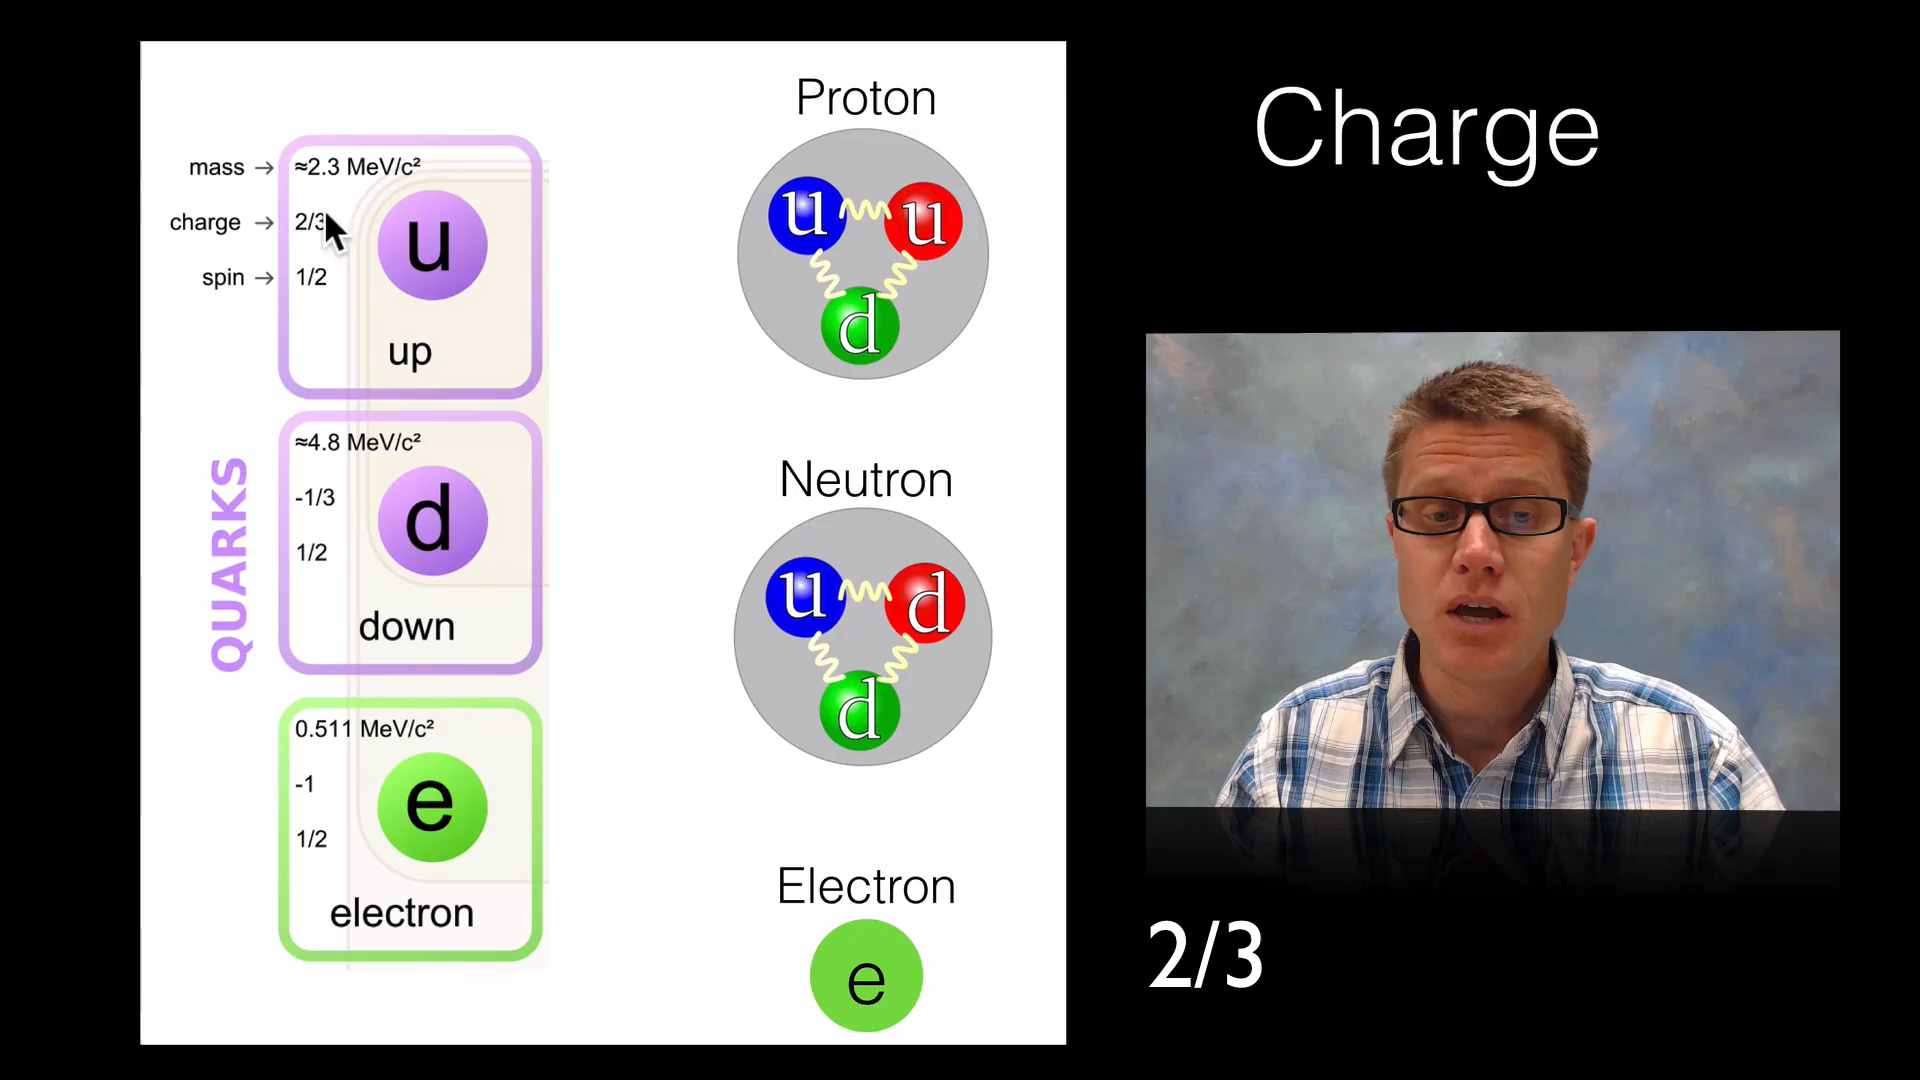 Charge
mass → ≈2.3 MeV/c²
charge → 2/3
spin → 1/2
u
up
QUARKS
≈4.8 MeV/c²
-1/3
1/2
d
down
0.511 MeV/c²
-1
1/2
e
electron
Proton
u u
d
Neutron
u d
d
Electron
e
2/3